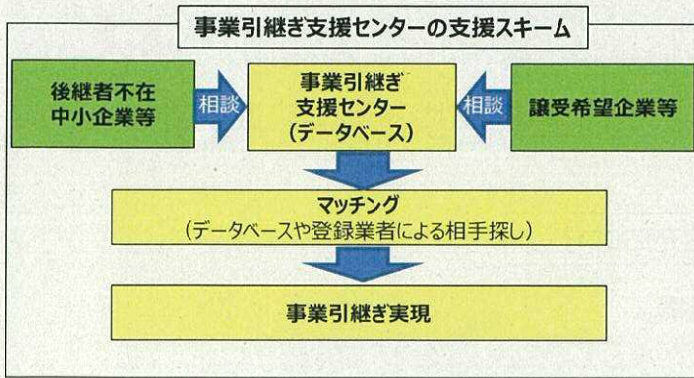 事業引継ぎ支援センターの支援スキーム
後継者不在
中小企業等
相談
事業引継ぎ
支援センター
(データベース)
相談
譲受希望企業等
マッチング
(データベースや登録業者による相手探し)
事業引継ぎ実現